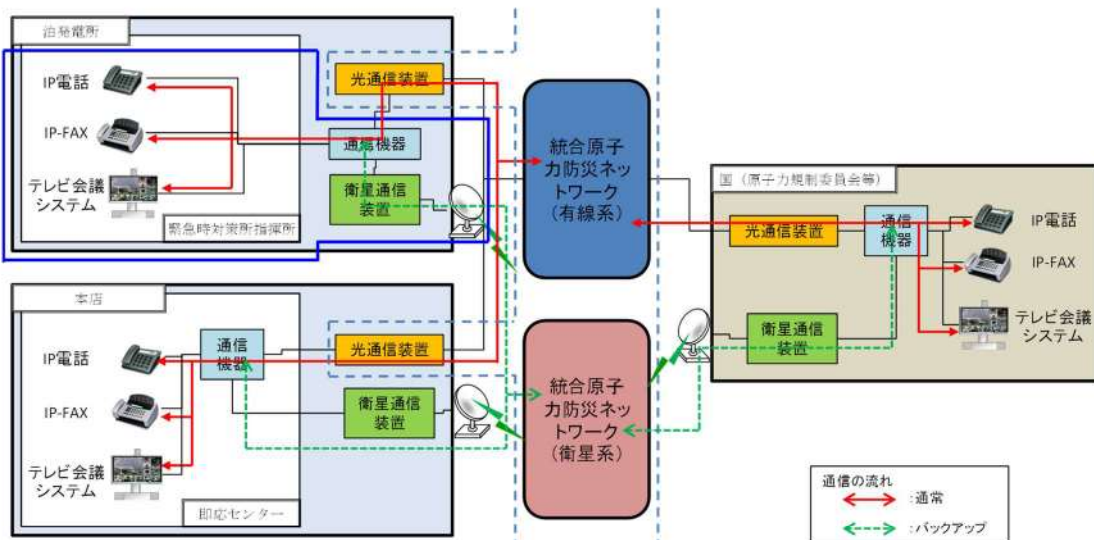 泊発電所
IP電話
IP-FAX
テレビ会議
システム
緊急時対策所指揮所
光通信装置
通信機器
衛星通信
装置
本店
IP電話
IP-FAX
テレビ会議
システム
即応センター
通信
機器
光通信装置
衛星通信
装置
統合原子
力防災ネッ
トワーク
（有線系）
統合原子
力防災ネッ
トワーク
（衛星系）
国（原子力規制委員会等）
光通信装置
通信
機器
衛星通信
装置
IP電話
IP-FAX
テレビ会議
システム
通信の流れ
：通常
：バックアップ